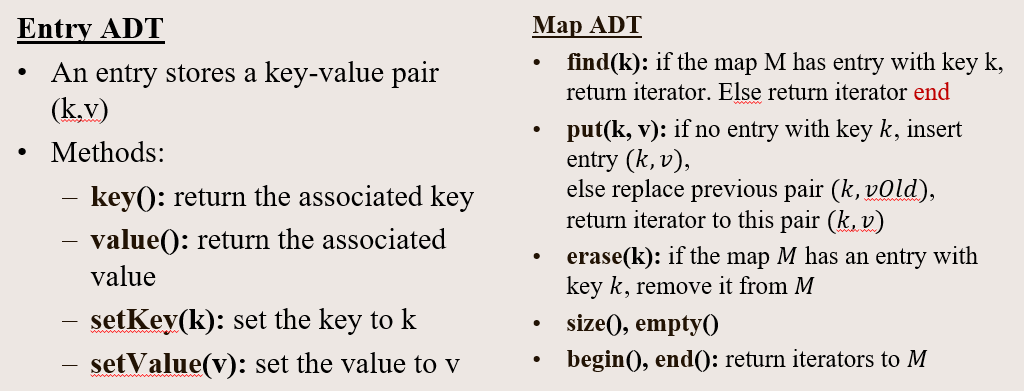 Entry ADT
• An entry stores a key-value pair
(k,v)
• Methods:
– key(): return the associated key
– value(): return the associated
value
– setKey(k): set the key to k
– setValue(v): set the value to v
Map ADT
• find(k): if the map M has entry with key k,
return iterator. Else return iterator end
• put(k, v): if no entry with key k, insert
entry (k, v),
else replace previous pair (k, vOld),
return iterator to this pair (k, v)
• erase(k): if the map M has an entry with
key k, remove it from M
• size(), empty()
• begin(), end(): return iterators to M